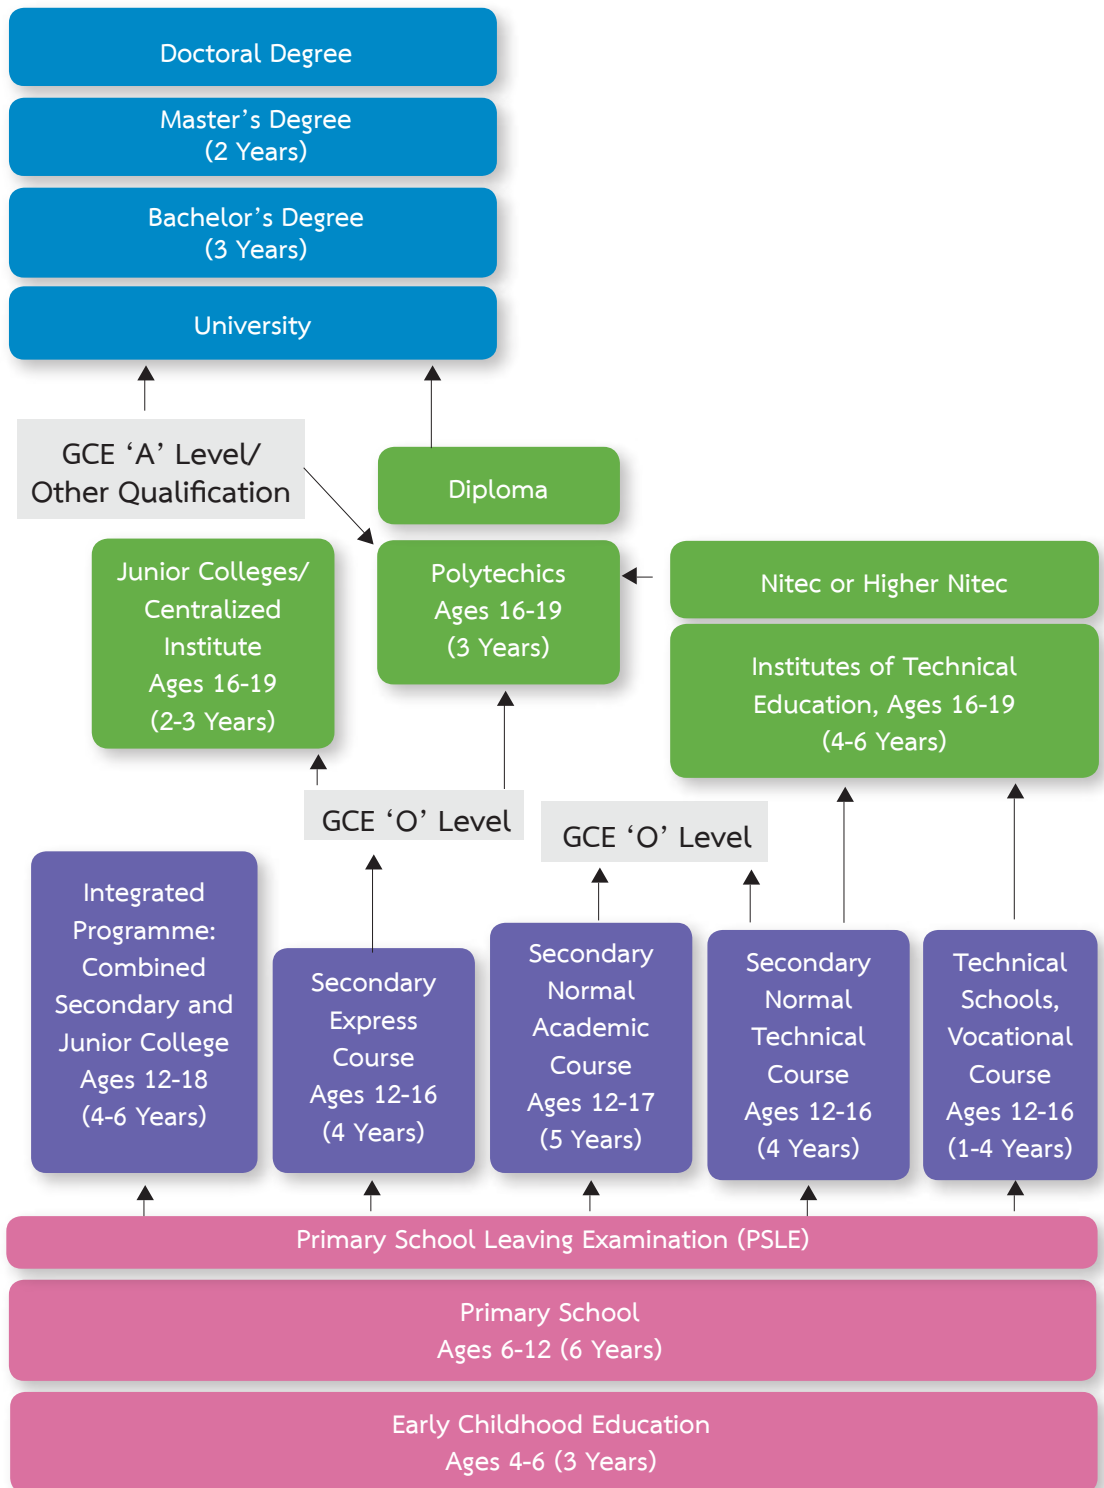 Doctoral Degree
Master’s Degree
(2 Years)
Bachelor’s Degree
(3 Years)
University
GCE ‘A’ Level/
Other Qualification
Diploma
Junior Colleges/
Centralized
Institute
Ages 16-19
(2-3 Years)
Polytechics
Ages 16-19
(3 Years)
Nitec or Higher Nitec
Institutes of Technical
Education, Ages 16-19
(4-6 Years)
GCE ‘O’ Level
GCE ‘O’ Level
Integrated
Programme:
Combined
Secondary and
Junior College
Ages 12-18
(4-6 Years)
Secondary
Express
Course
Ages 12-16
(4 Years)
Secondary
Normal
Academic
Course
Ages 12-17
(5 Years)
Secondary
Normal
Technical
Course
Ages 12-16
(4 Years)
Technical
Schools,
Vocational
Course
Ages 12-16
(1-4 Years)
Primary School Leaving Examination (PSLE)
Primary School
Ages 6-12 (6 Years)
Early Childhood Education
Ages 4-6 (3 Years)